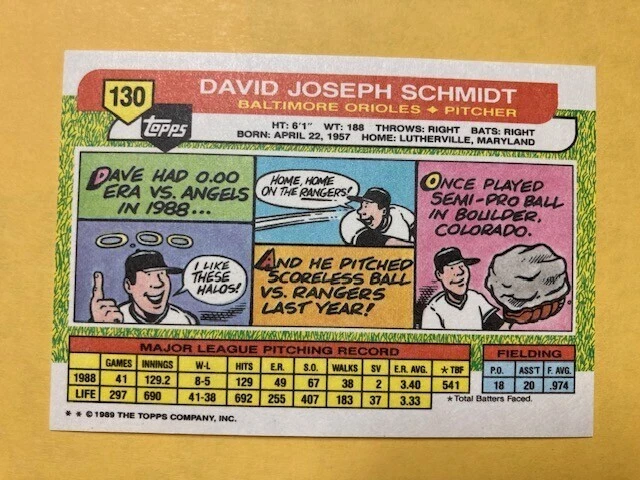 130
topps
DAVID JOSEPH SCHMIDT
BALTIMORE ORIOLES ✦ PITCHER
HT: 6'1" WT: 188 THROWS: RIGHT BATS: RIGHT
BORN: APRIL 22, 1957 HOME: LUTHERVILLE, MARYLAND
DAVE HAD 0.00
ERA VS. ANGELS
IN 1988...
I LIKE
THESE
HALOS!
HOME, HOME
ON THE RANGERS!
AND HE PITCHED
SCORELESS BALL
VS. RANGERS
LAST YEAR!
ONCE PLAYED
SEMI-PRO BALL
IN BOULDER,
COLORADO.
MAJOR LEAGUE PITCHING RECORD
GAMES INNINGS W-L HITS E.R. S.O. WALKS SV E.R. AVG. *TBF
1988 41 129.2 8-5 129 49 67 38 2 3.40 541
LIFE 297 690 41-38 692 255 407 183 37 3.33
FIELDING
P.O. ASS'T F. AVG.
18 20 .974
*Total Batters Faced.
* * © 1989 THE TOPPS COMPANY, INC.